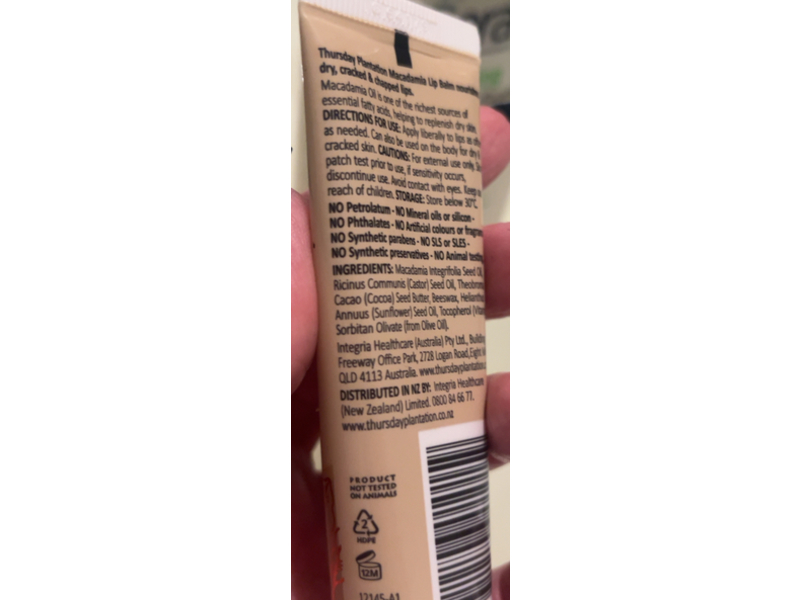 Thursday Plantation Macadamia Lip Balm
dry, cracked & chapped lips.
Macadamia Oil is one of the richest sources of
essential fatty acids, helping to replenish dry skin,
DIRECTIONS FOR USE: Apply liberally to lips as
as needed. Can also be used on the body for dry &
cracked skin. CAUTIONS: For external use only.
patch test prior to use, if sensitivity occurs,
discontinue use. Avoid contact with eyes. Keep
reach of children. STORAGE: Store below 30°C.
NO Petrolatum - NO Mineral oils or silicon -
NO Phthalates - NO Artificial colours or
NO Synthetic parabens - NO SLS or SLES -
NO Synthetic preservatives - NO Animal
INGREDIENTS: Macadamia Integrifolia Seed Oil,
Ricinus Communis (Castor) Seed Oil,
Cacao (Cocoa) Seed Butter, Beeswax,
Annuus (Sunflower) Seed Oil, Tocopherol
Sorbitan Olivate (from Olive Oil).
Integria Healthcare (Australia) Pty Ltd.,
Freeway Office Park, 2728 Logan Road,
QLD 4113 Australia.
DISTRIBUTED IN NZ BY: Integria Healthcare
(New Zealand) Limited. 0800 84 66 77.
www.thursdayplantation.co.nz
PRODUCT
NOT TESTED
ON ANIMALS
2
HDPE
12M
12145-A1